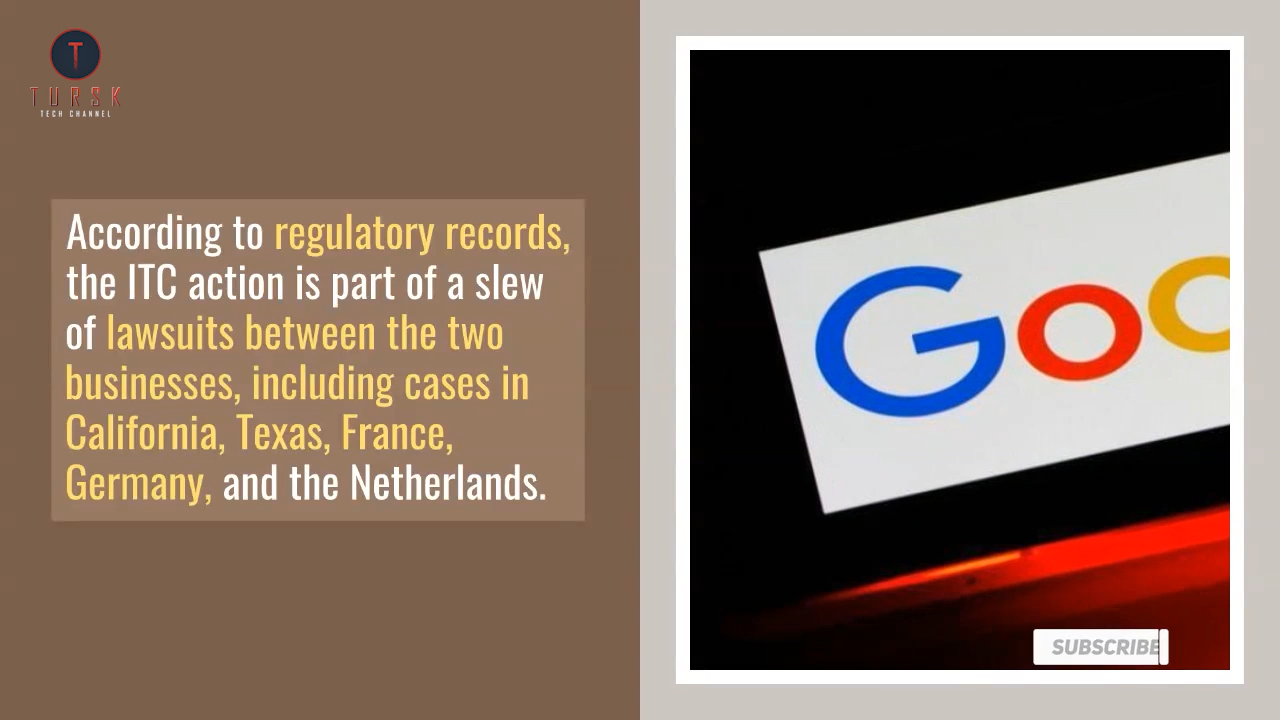 T
TURSK
TECH CHANNEL
According to regulatory records,
the ITC action is part of a slew
of lawsuits between the two
businesses, including cases in
California, Texas, France,
Germany, and the Netherlands.
Goo
SUBSCRIBE